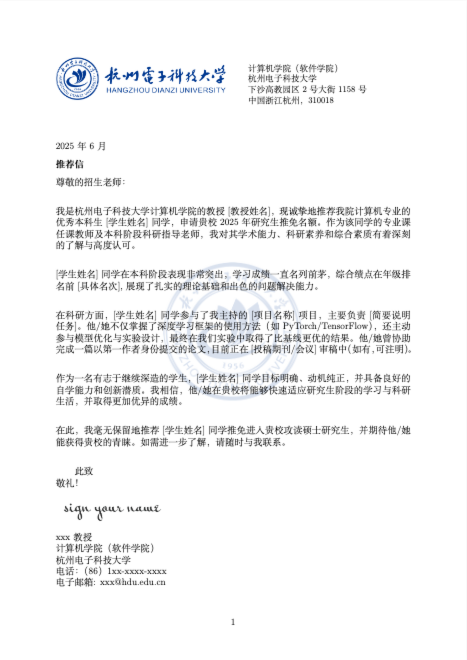 杭州电子科技大学
HANGZHOU DIANZI UNIVERSITY
计算机学院（软件学院）
杭州电子科技大学
下沙高教园区 2 号大街 1158 号
中国浙江杭州，310018
2025 年 6 月
推荐信
尊敬的招生老师：
我是杭州电子科技大学计算机学院的教授 [教授姓名]，现诚挚地推荐我院计算机专业的
优秀本科生 [学生姓名] 同学，申请贵校 2025 年研究生推免名额。作为该同学的专业课
任课教师及本科阶段科研指导老师，我对其学术能力、科研素养和综合素质有着深刻
的了解与高度认可。
[学生姓名] 同学在本科阶段表现非常突出，学习成绩一直名列前茅，综合绩点在年级排
名前 [具体名次]，展现了扎实的理论基础和出色的问题解决能力。
在科研方面，[学生姓名] 同学参与了我主持的 [项目名称] 项目，主要负责 [简要说明
任务]。他/她不仅掌握了深度学习框架的使用方法（如 PyTorch/TensorFlow），还主动
参与模型优化与实验设计，最终在我们实验中取得了比基线更优的结果。他/她曾协助
完成一篇以第一作者身份提交的论文，目前正在 [投稿期刊/会议] 审稿中(如有,可注明)。
作为一名有志于继续深造的学生，[学生姓名] 同学目标明确、动机纯正，并具备良好的
自学能力和创新潜质。我相信，他/她在贵校将能够快速适应研究生阶段的学习与科研
生活，并取得更加优异的成绩。
在此，我毫无保留地推荐 [学生姓名] 同学推免进入贵校攻读硕士研究生，并期待他/她
能获得贵校的青睐。如需进一步了解，请随时与我联系。
此致
敬礼！
sign your name
xxx 教授
计算机学院（软件学院）
杭州电子科技大学
电话：（86）1xx-xxxx-xxxx
电子邮箱: xxx@hdu.edu.cn
1